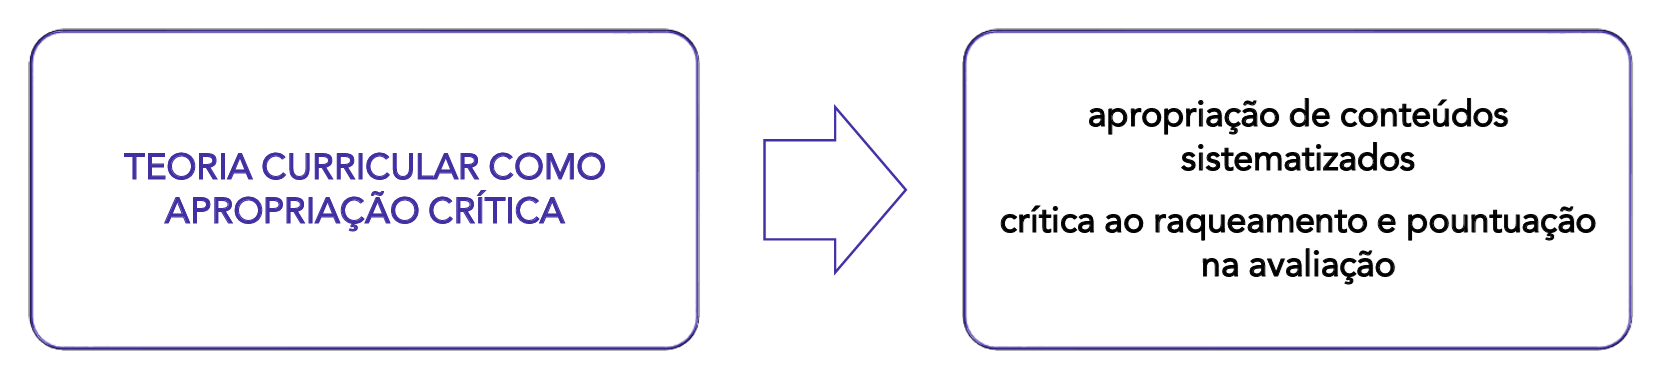 TEORIA CURRICULAR COMO
APROPRIAÇÃO CRÍTICA
apropriação de conteúdos
sistematizados
crítica ao raqueamento e pountuação
na avaliação